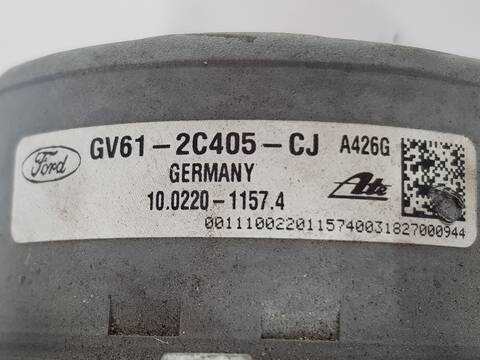 Ford GV61-2C405-CJ A426G
GERMANY
10.0220-1157.4 Ate
0011100220115740031827000944